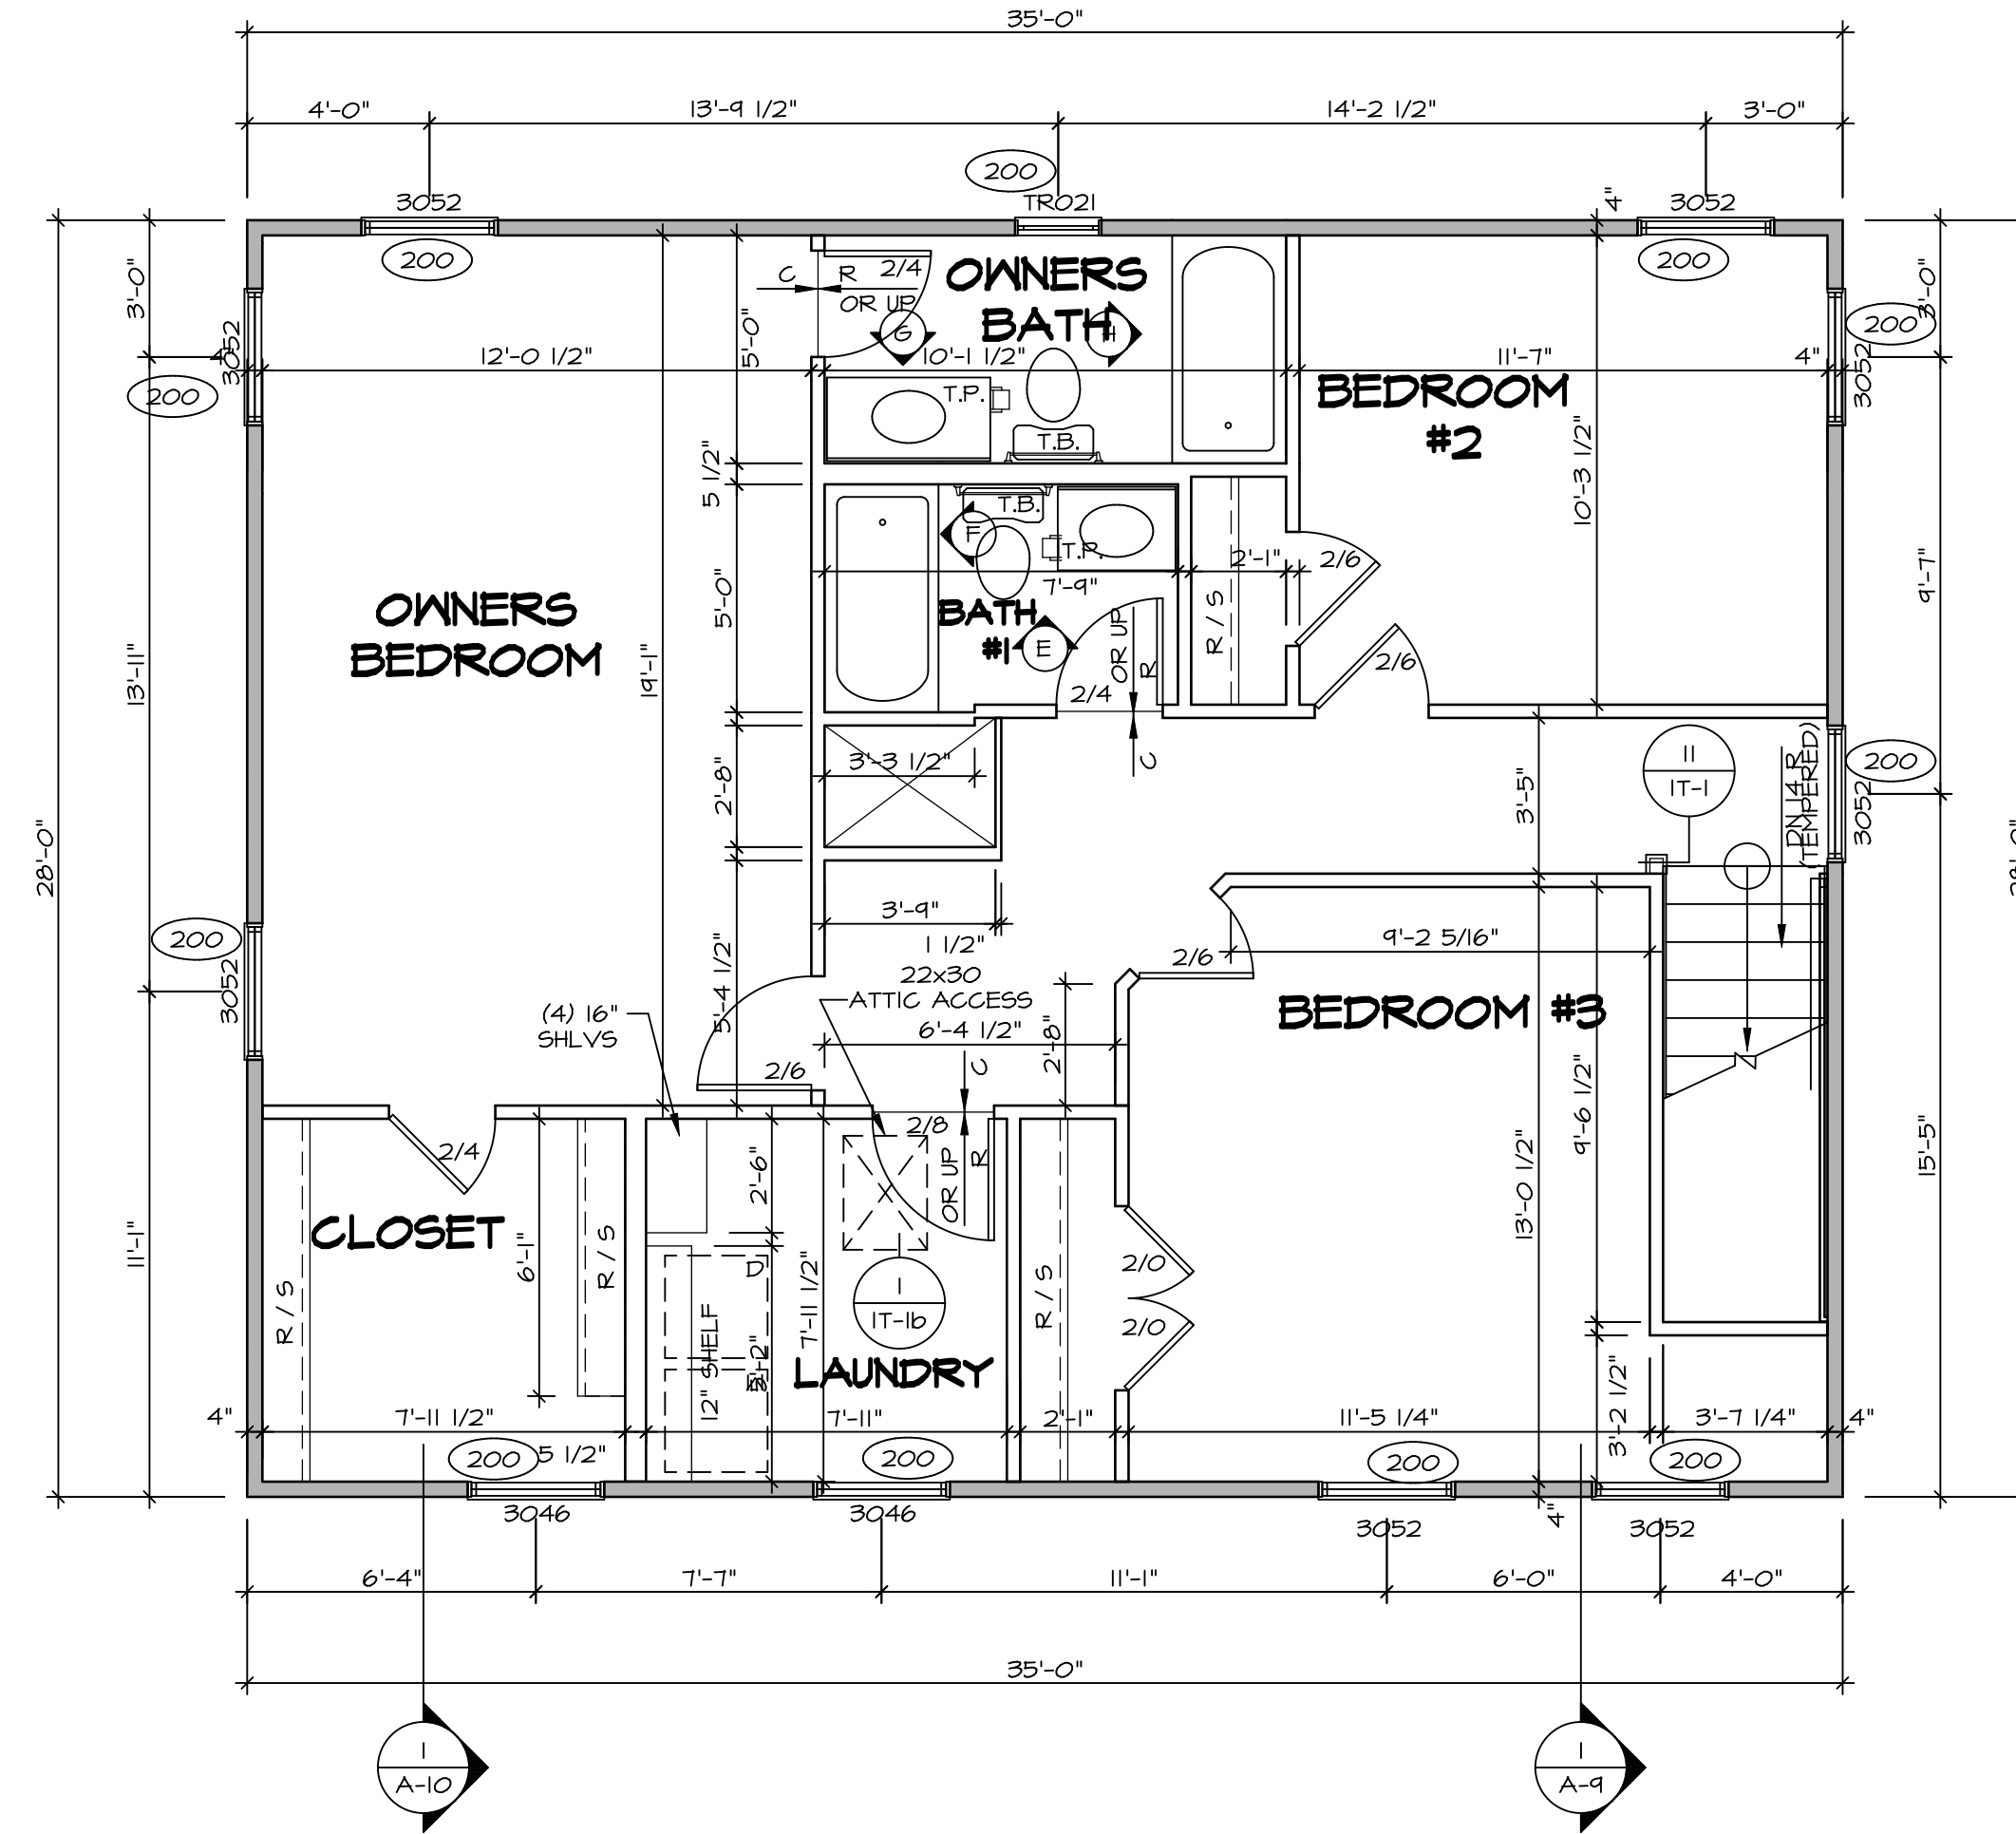 35'-0"
4'-0"
13'-9 1/2"
14'-2 1/2"
3'-0"
200
3052
TR021
4"
3052
200
200
3'-0"
C
R
2/4
OR UP
OWNERS
BATH
G
H
5'-0"
3'-0"
200
3052
4"
12'-0 1/2"
10'-1 1/2"
11'-7"
4"
3052
200
T.P.
T.B.
BEDROOM
#2
5 1/2"
10'-3 1/2"
T.B.
F
T.P.
7'-9"
2'-1"
2/6
9'-7"
OWNERS
BEDROOM
5'-0"
BATH
#1
E
OR UP
R
2/4
R / S
2/6
13'-11"
19'-1"
3'-3 1/2"
2'-8"
C
3'-5"
11
IT-1
DN 14 R
(TEMPERED)
200
3052
28'-0"
3'-9"
1 1/2"
22x30
ATTIC ACCESS
6'-4 1/2"
5'-4 1/2"
2/6
9'-2 5/16"
BEDROOM #3
200
3052
(4) 16"
SHLVS
2/6
C
2'-8"
9'-6 1/2"
2/4
2/8
OR UP
R
2'-6"
CLOSET
6'-1"
R / S
R / S
D
7'-11 1/2"
1
IT-1b
R / S
2/0
2/0
13'-0 1/2"
15'-5"
11'-1"
12" SHELF
5'-2"
LAUNDRY
3'-2 1/2"
4"
7'-11 1/2"
7'-11"
2'-1"
11'-5 1/4"
3'-7 1/4"
4"
200
5 1/2"
200
200
200
3046
3046
3052
4"
3052
6'-4"
7'-7"
11'-1"
6'-0"
4'-0"
35'-0"
1
A-10
1
A-9